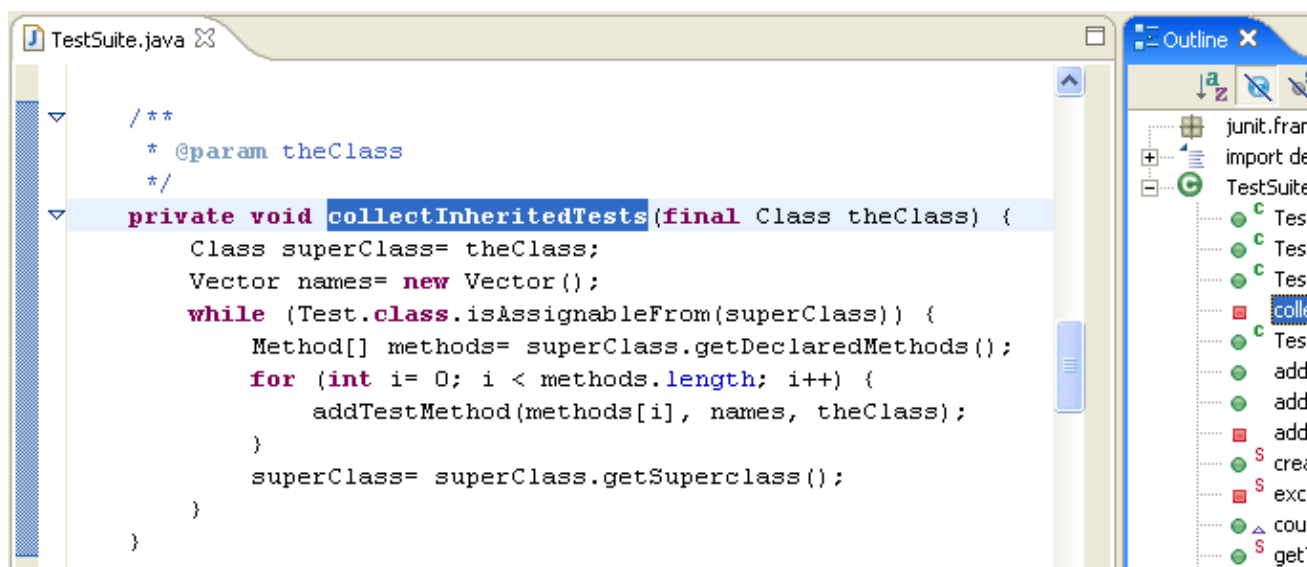 TestSuite.java
/**
* @param theClass
*/
private void collectInheritedTests(final Class theClass) {
Class superClass= theClass;
Vector names= new Vector();
while (Test.class.isAssignableFrom(superClass)) {
Method[] methods= superClass.getDeclaredMethods();
for (int i= 0; i < methods.length; i++) {
addTestMethod(methods[i], names, theClass);
}
superClass= superClass.getSuperclass();
}
}
Outline
junit.fran
import de
TestSuite
C Tes
C Tes
C Tes
colle
C Tes
add
add
add
S crea
S exc
cou
S get